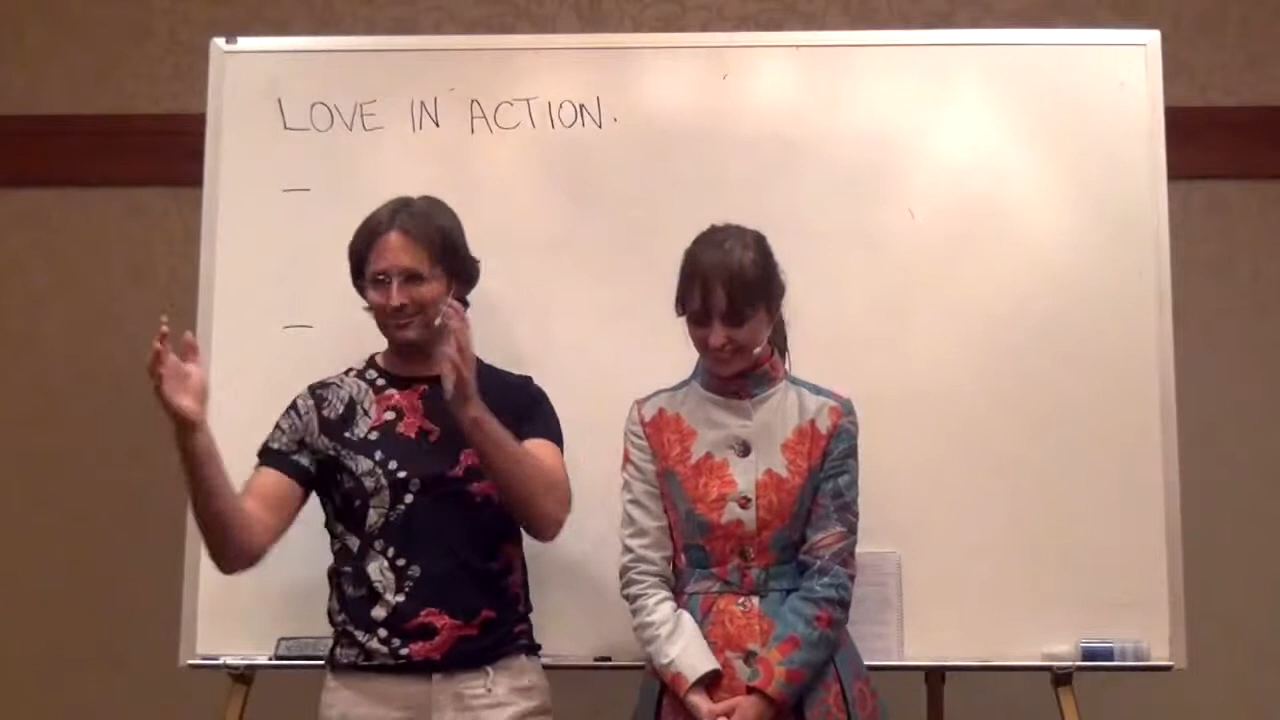 LOVE IN ACTION.
–
–